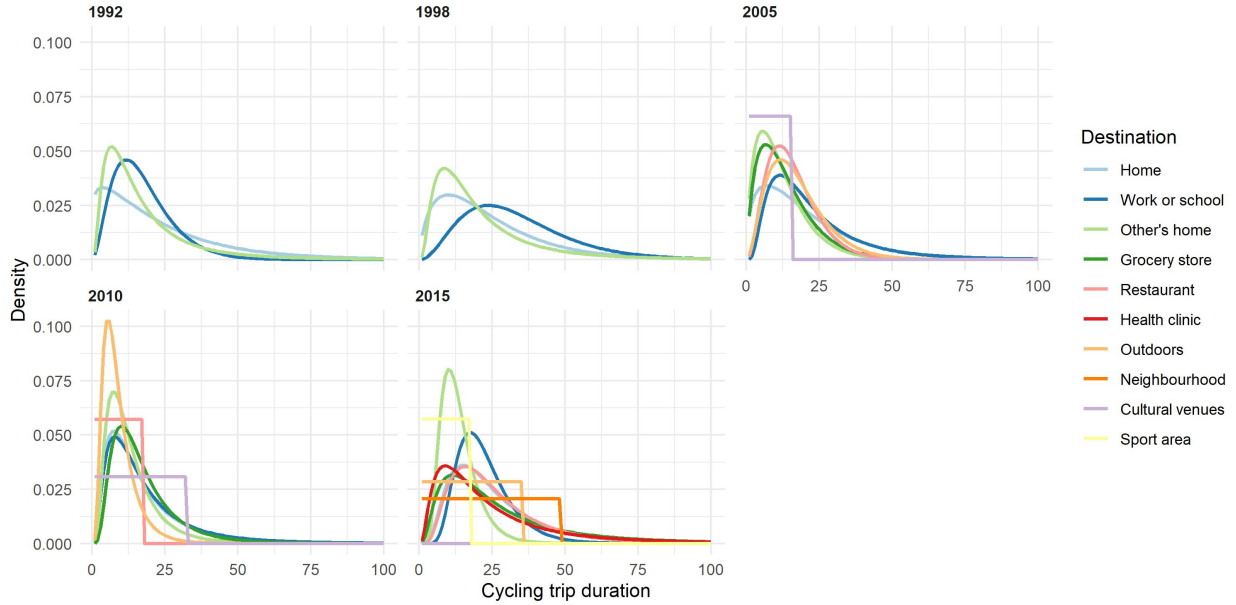 1992
1998
2005
0.100
0.075
0.050
0.025
0.000
0 25 50 75 100
2010
2015
0.100
0.075
0.050
0.025
0.000
0 25 50 75 100
0 25 50 75 100
Density
Cycling trip duration
Destination
Home
Work or school
Other's home
Grocery store
Restaurant
Health clinic
Outdoors
Neighbourhood
Cultural venues
Sport area